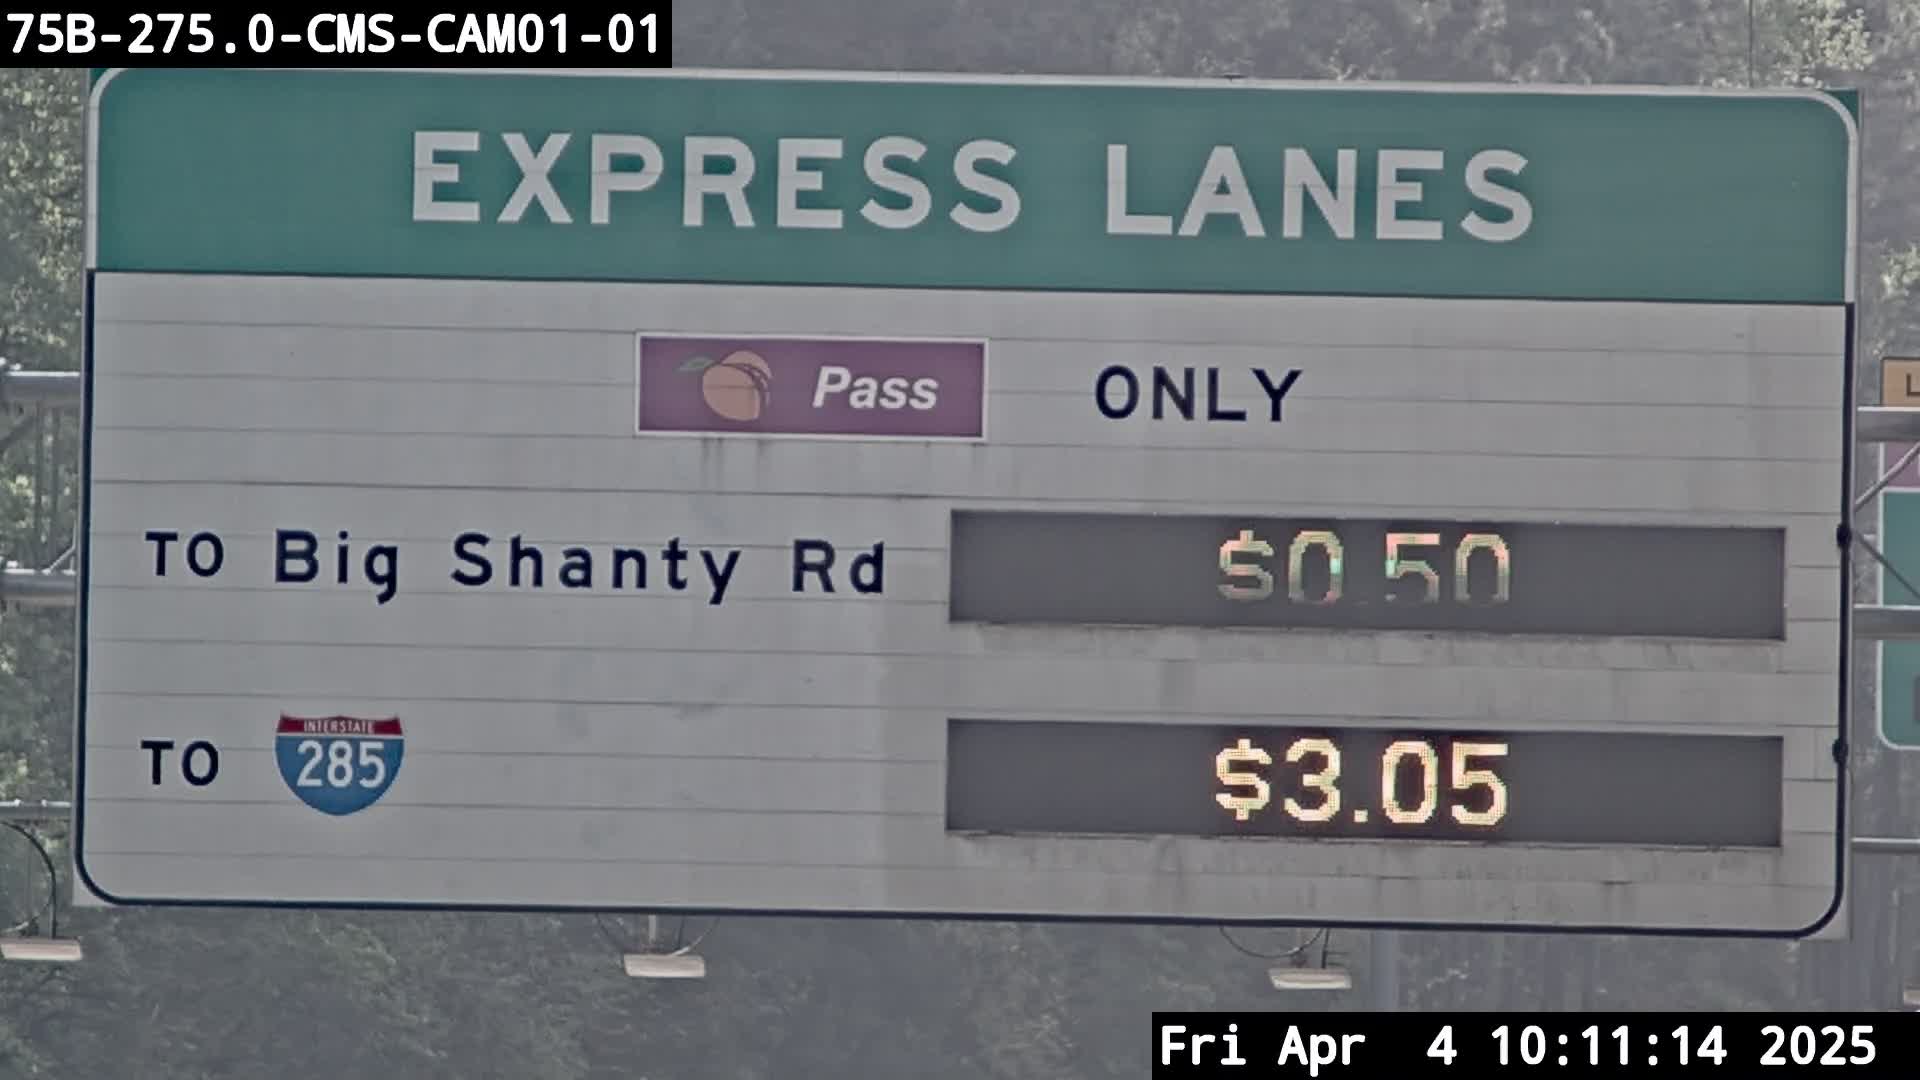 75B-275.0-CMS-CAM01-01
EXPRESS LANES
Pass ONLY
TO Big Shanty Rd $0.50
TO INTERSTATE 285 $3.05
Fri Apr 4 10:11:14 2025